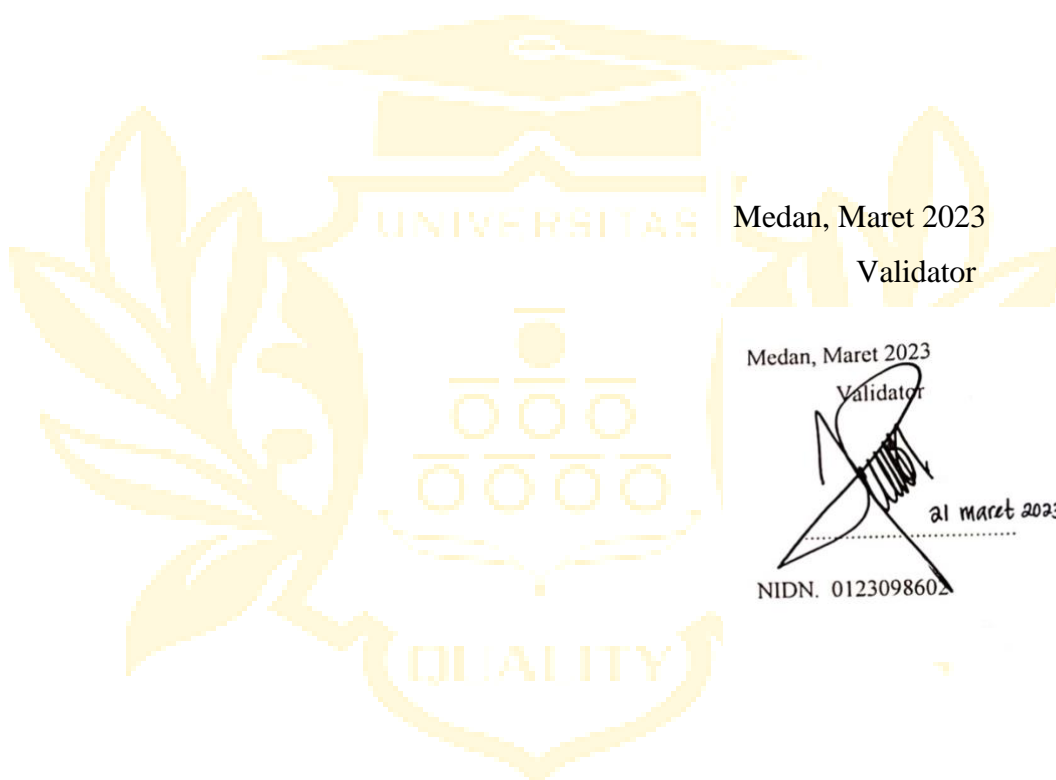 UNIVERSITAS
Medan, Maret 2023
Validator
Medan, Maret 2023
Validator
21 maret 2023
NIDN. 0123098602
QUALITY